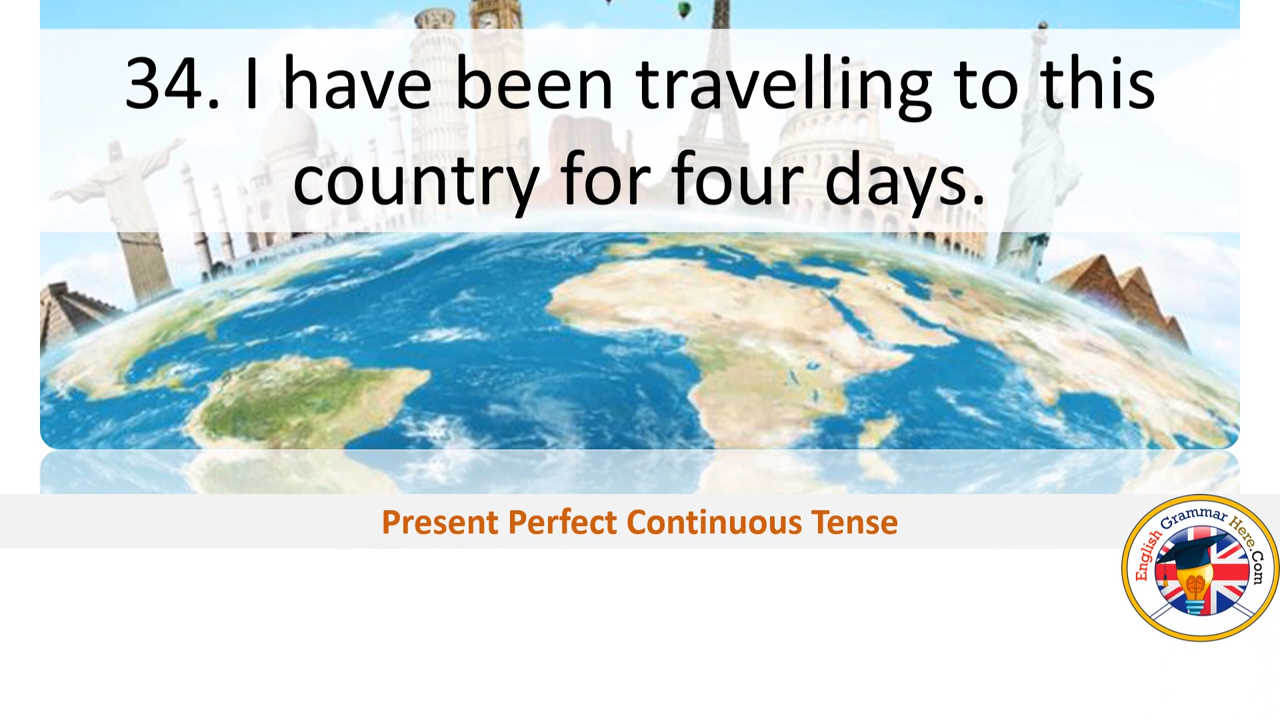 34. I have been travelling to this
country for four days.
Present Perfect Continuous Tense
English Grammar Here.Com